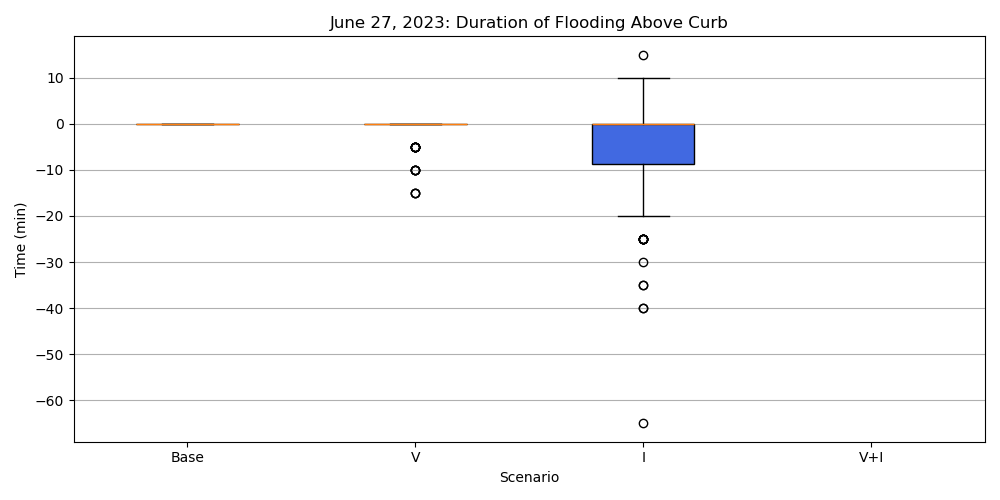 June 27, 2023: Duration of Flooding Above Curb
10
0
−10
−20
−30
−40
−50
−60
Time (min)
Base V I V+I
Scenario